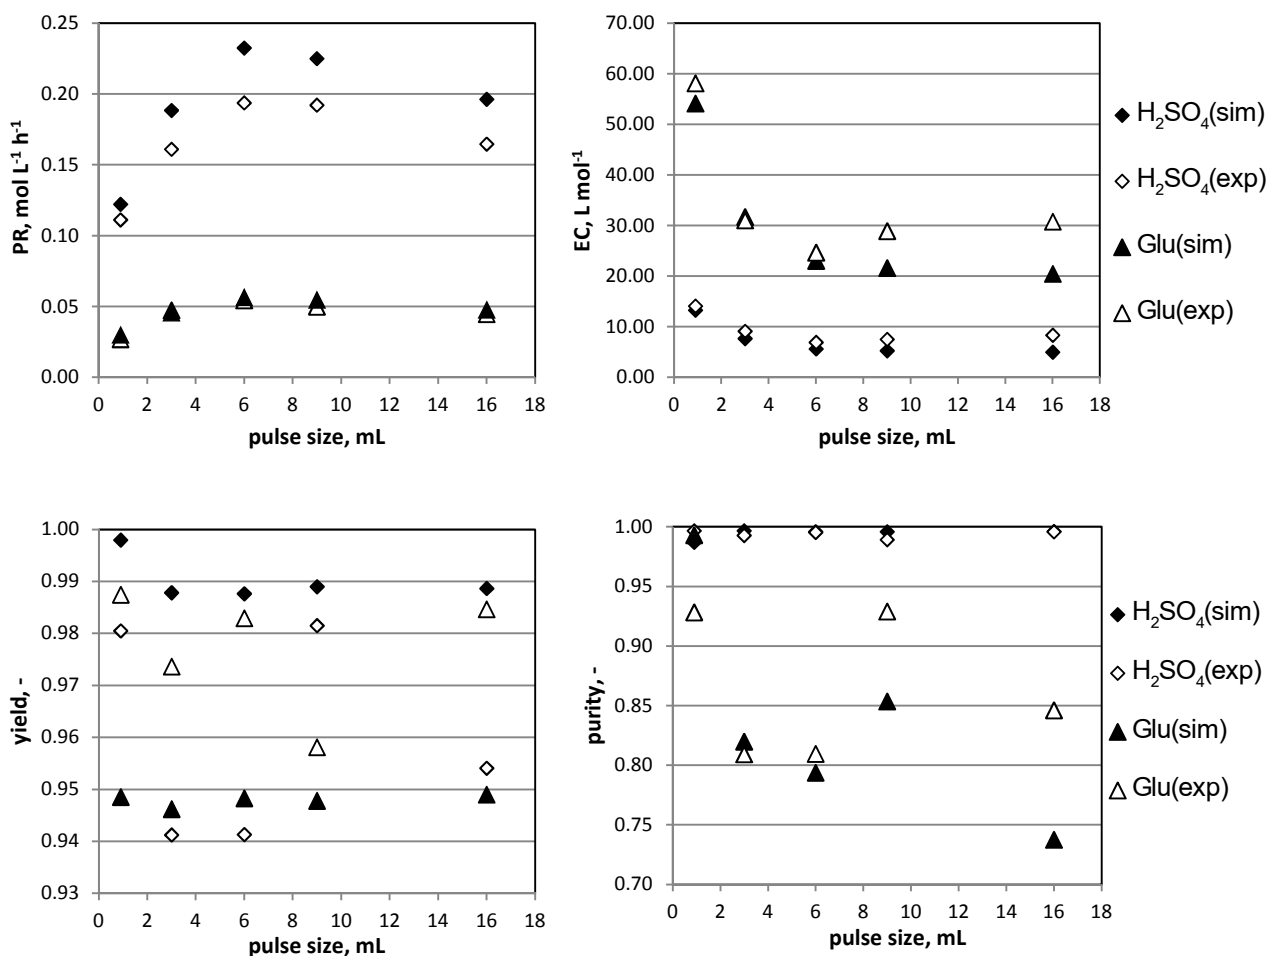 0.25
0.20
0.15
0.10
0.05
0.00
PR, mol L⁻¹ h⁻¹
0 2 4 6 8 10 12 14 16 18
pulse size, mL
70.00
60.00
50.00
40.00
30.00
20.00
10.00
0.00
EC, L mol⁻¹
0 2 4 6 8 10 12 14 16 18
pulse size, mL
H₂SO₄(sim)
H₂SO₄(exp)
Glu(sim)
Glu(exp)
1.00
0.99
0.98
0.97
0.96
0.95
0.94
0.93
yield, -
0 2 4 6 8 10 12 14 16 18
pulse size, mL
1.00
0.95
0.90
0.85
0.80
0.75
0.70
purity, -
0 2 4 6 8 10 12 14 16 18
pulse size, mL
H₂SO₄(sim)
H₂SO₄(exp)
Glu(sim)
Glu(exp)